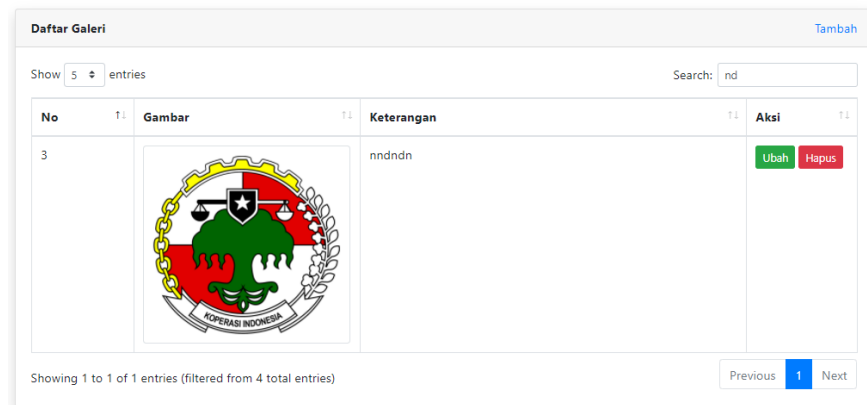 Daftar Galeri Tambah
Show 5 entries Search: nd
No Gambar Keterangan Aksi
3 nndndn Ubah Hapus
KOPERASI INDONESIA
Showing 1 to 1 of 1 entries (filtered from 4 total entries) Previous 1 Next